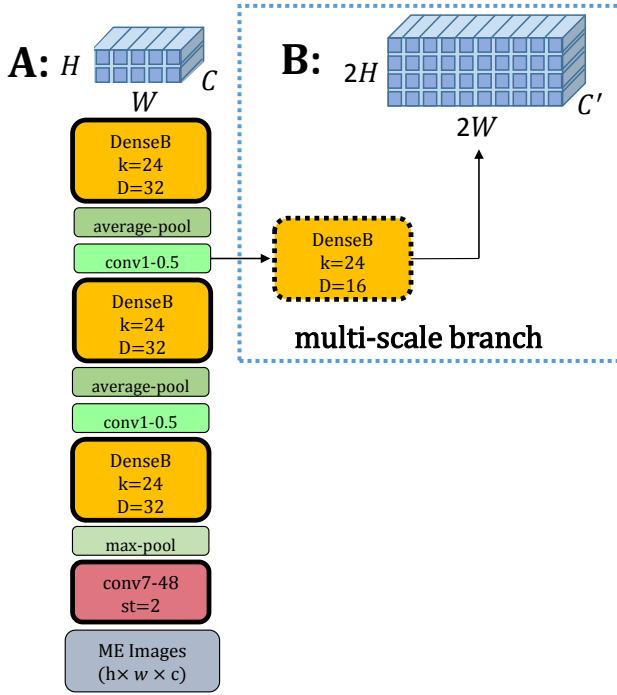 A:
H
W
C
DenseB
k=24
D=32
average-pool
conv1-0.5
DenseB
k=24
D=32
average-pool
conv1-0.5
DenseB
k=24
D=32
max-pool
conv7-48
st=2
ME Images
(h× w × c)
B:
2H
2W
C′
DenseB
k=24
D=16
multi-scale branch